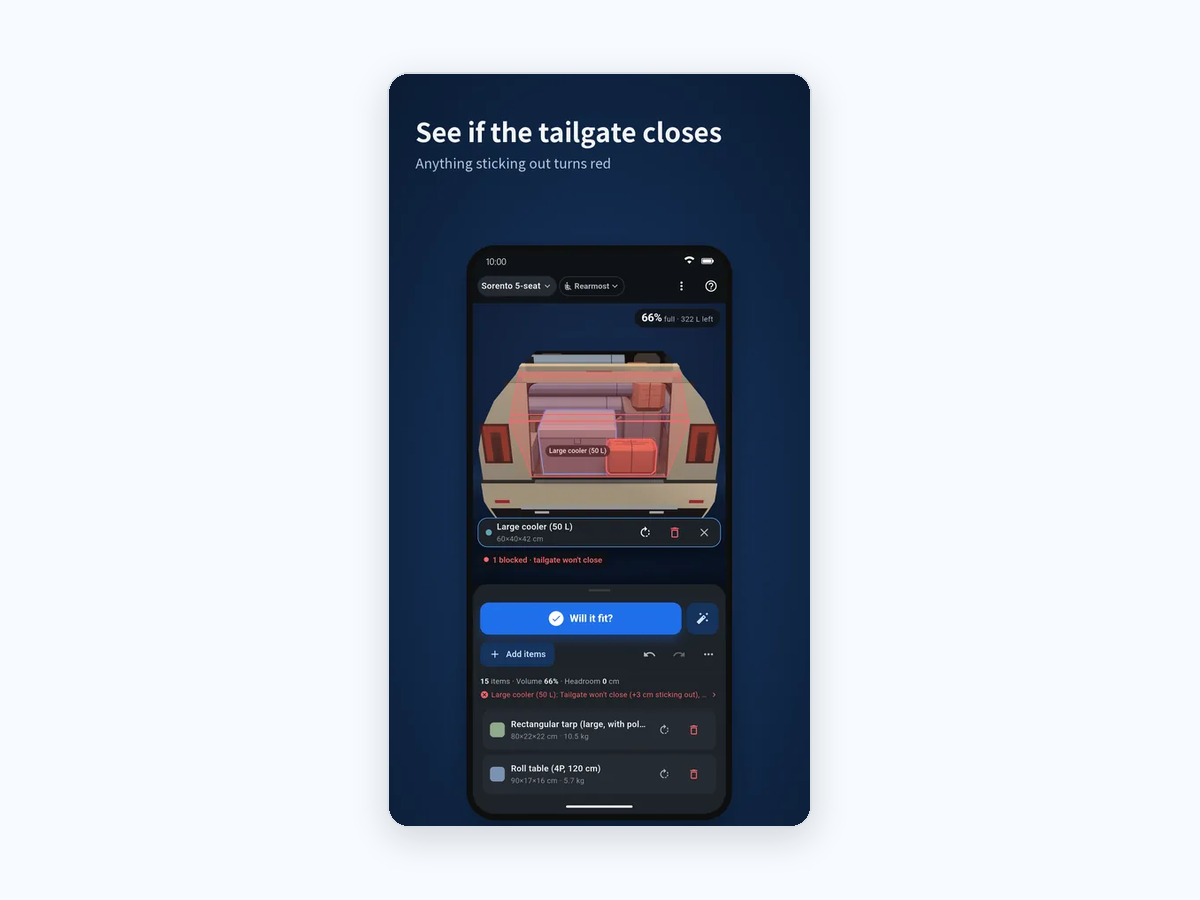 See if the tailgate closes
Anything sticking out turns red
10:00
Sorento 5-seat
Rearmost
66% full · 322 L left
Large cooler (50 L)
Large cooler (50 L)
60×40×42 cm
1 blocked · tailgate won't close
Will it fit?
Add items
15 items · Volume 66% · Headroom 0 cm
Large cooler (50 L): Tailgate won't close (+3 cm sticking out), ...
Rectangular tarp (large, with pol...
80×22×22 cm · 10.5 kg
Roll table (4P, 120 cm)
90×17×16 cm · 5.7 kg